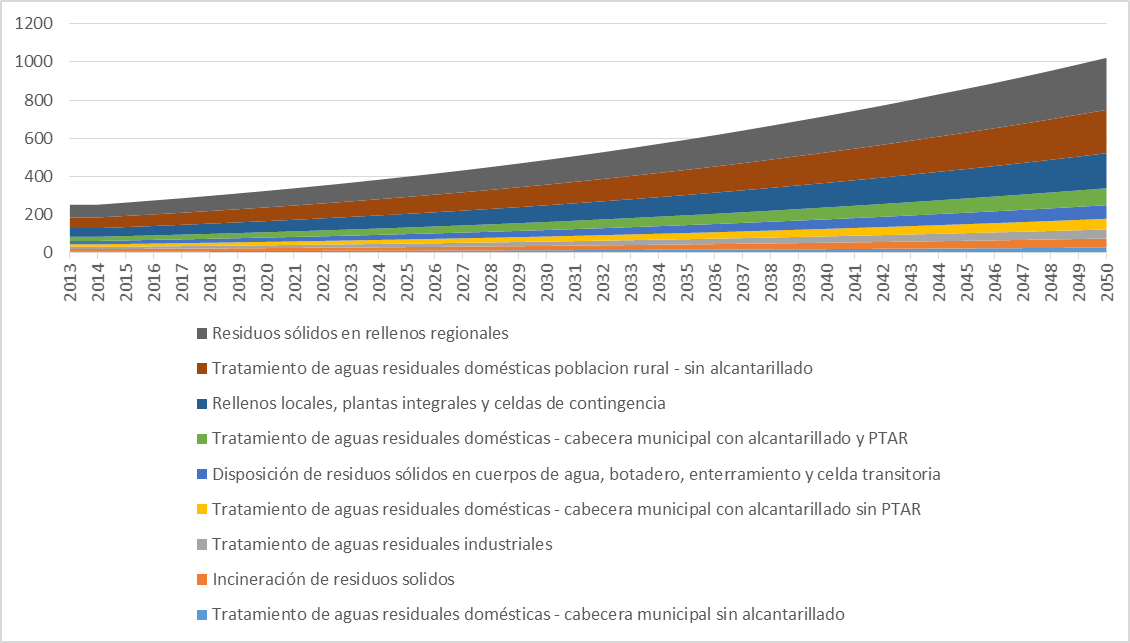 1200
1000
800
600
400
200
0
2013 2014 2016 2017 2018 2019 2020 2021 2022 2023 2024 2025 2026 2027 2028 2029 2030 2031 2032 2033 2034 2035 2036 2037 2038 2039 2040 2041 2042 2043 2044 2045 2046 2047 2048 2049 2050
Residuos sólidos en rellenos regionales
Tratamiento de aguas residuales domésticas poblacion rural - sin alcantarillado
Rellenos locales, plantas integrales y celdas de contingencia
Tratamiento de aguas residuales domésticas - cabecera municipal con alcantarillado y PTAR
Disposición de residuos sólidos en cuerpos de agua, botadero, enterramiento y celda transitoria
Tratamiento de aguas residuales domésticas - cabecera municipal con alcantarillado sin PTAR
Tratamiento de aguas residuales industriales
Incineración de residuos solidos
Tratamiento de aguas residuales domésticas - cabecera municipal sin alcantarillado